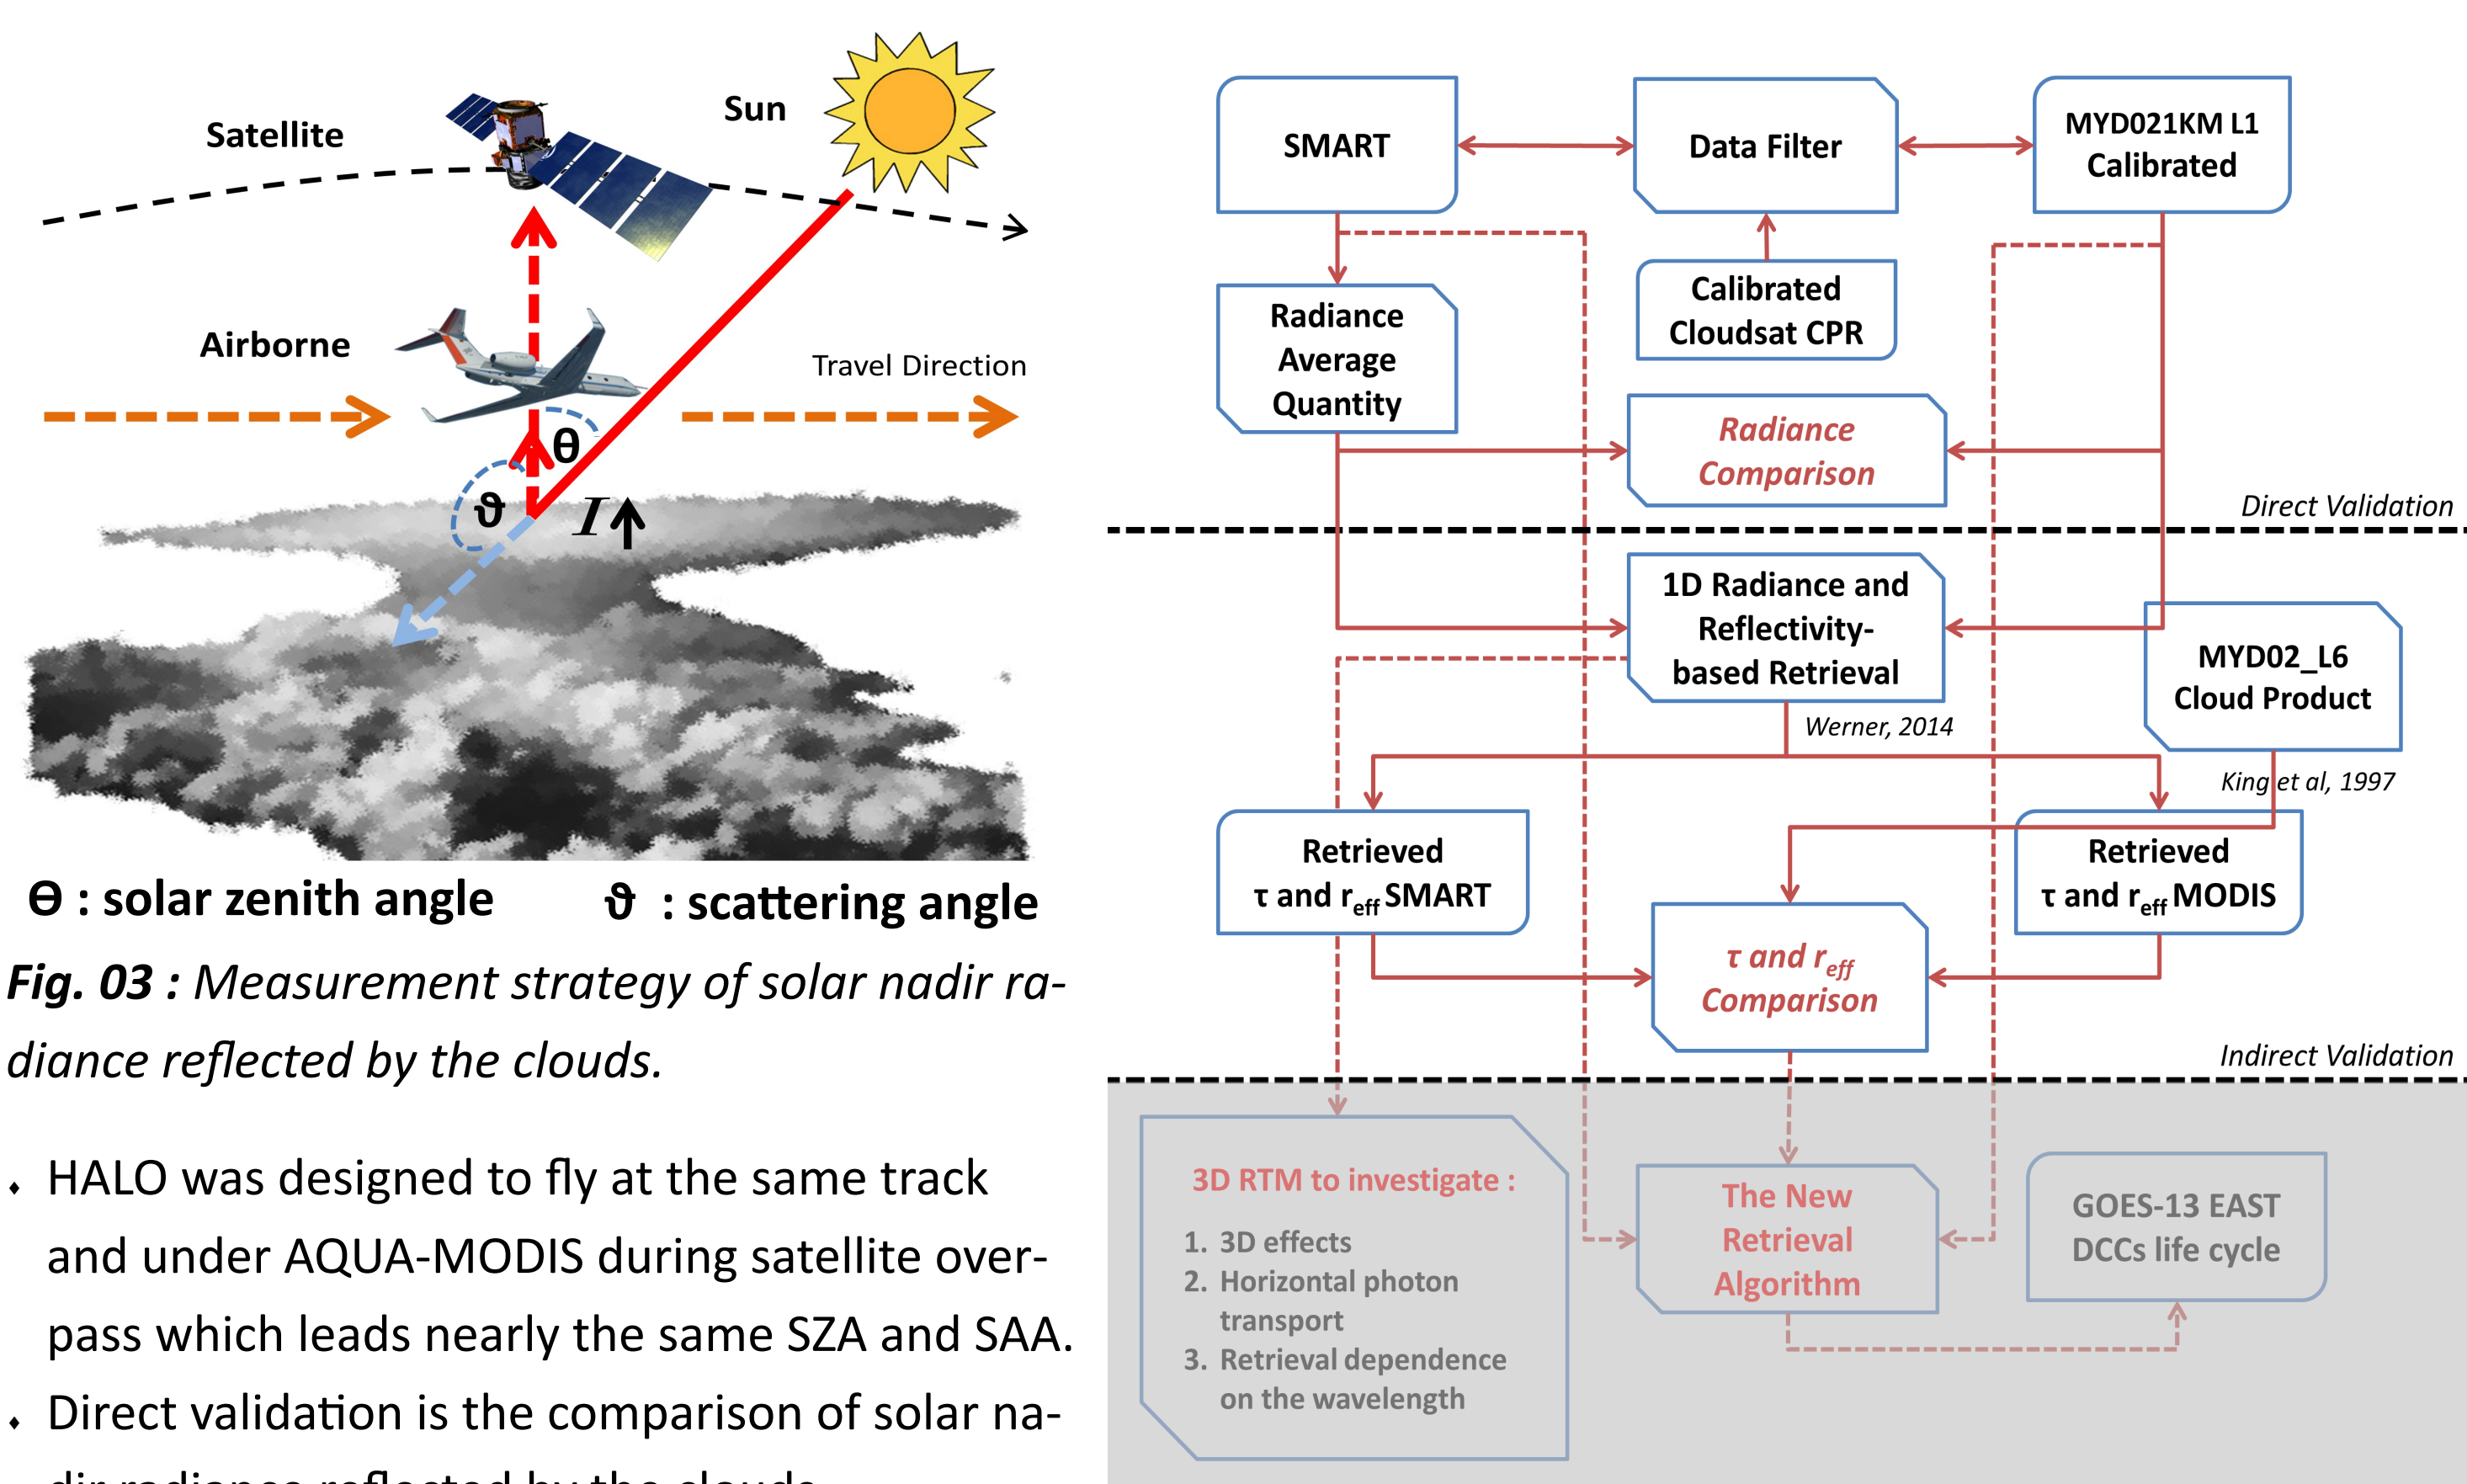 Satellite
Sun
Airborne
Travel Direction
θ
ϑ
I
Ө : solar zenith angle
ϑ : scattering angle
Fig. 03 : Measurement strategy of solar nadir ra-
diance reflected by the clouds.
⬧ HALO was designed to fly at the same track
and under AQUA-MODIS during satellite over-
pass which leads nearly the same SZA and SAA.
⬧ Direct validation is the comparison of solar na-
dir radiance reflected by the clouds
SMART
Data Filter
MYD021KM L1
Calibrated
Calibrated
Cloudsat CPR
Radiance
Average
Quantity
Radiance
Comparison
Direct Validation
1D Radiance and
Reflectivity-
based Retrieval
Werner, 2014
MYD02_L6
Cloud Product
King et al, 1997
Retrieved
τ and reff SMART
Retrieved
τ and reff MODIS
τ and reff
Comparison
Indirect Validation
3D RTM to investigate :
1. 3D effects
2. Horizontal photon
transport
3. Retrieval dependence
on the wavelength
The New
Retrieval
Algorithm
GOES-13 EAST
DCCs life cycle